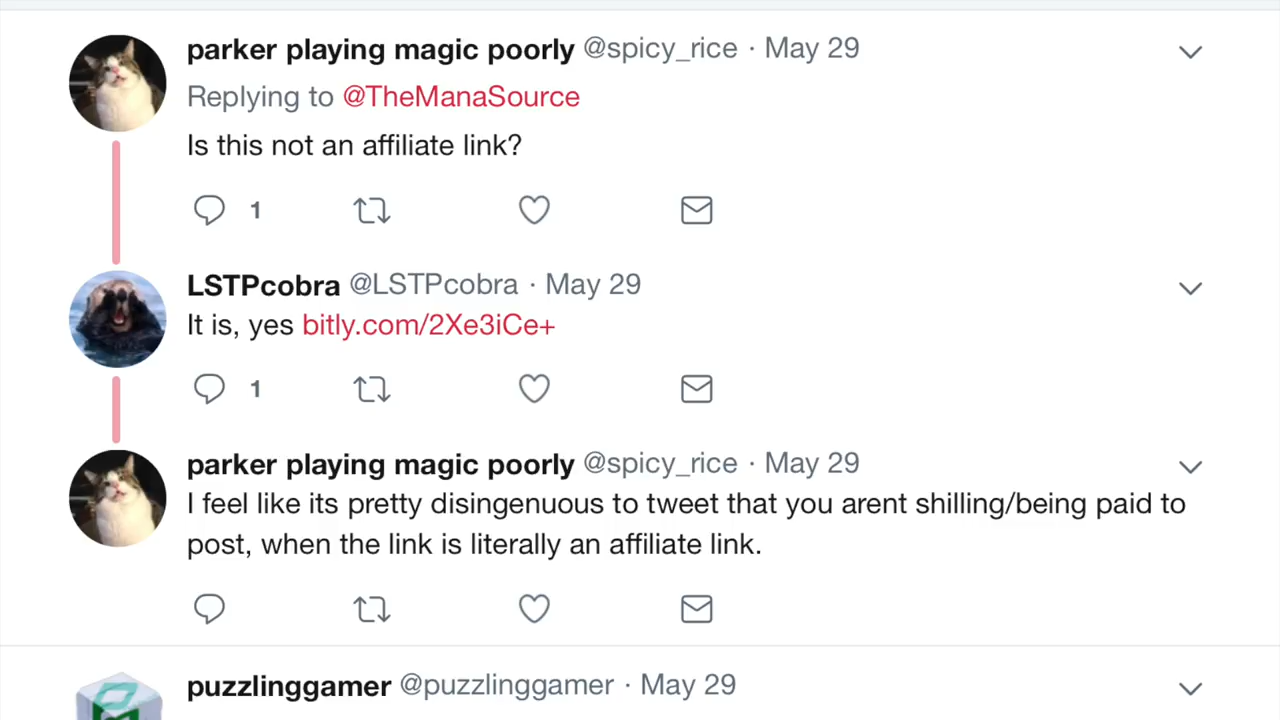 parker playing magic poorly @spicy_rice · May 29
Replying to @TheManaSource
Is this not an affiliate link?
1
LSTPcobra @LSTPcobra · May 29
It is, yes bitly.com/2Xe3iCe+
1
parker playing magic poorly @spicy_rice · May 29
I feel like its pretty disingenuous to tweet that you arent shilling/being paid to
post, when the link is literally an affiliate link.
puzzlinggamer @puzzlinggamer · May 29